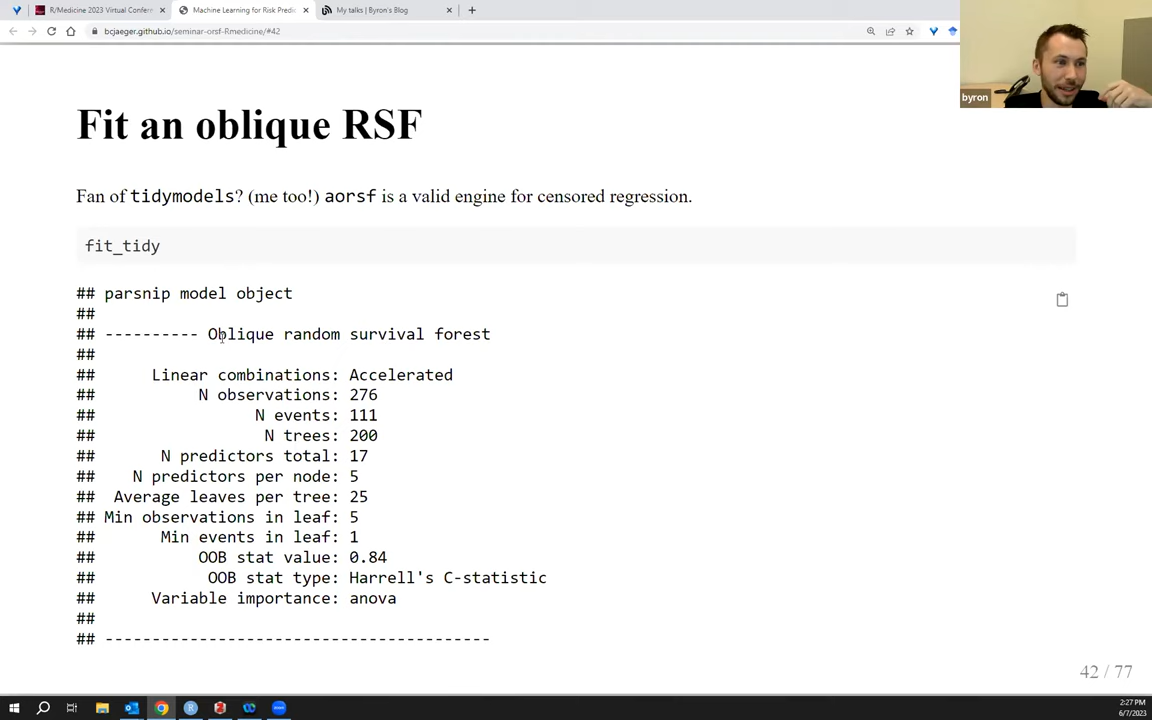 R/Medicine 2023 Virtual Confer
Machine Learning for Risk Predic
My talks | Byron's Blog
bcjaeger.github.io/seminar-orsf-Rmedicine/#42
byron
Fit an oblique RSF
Fan of tidymodels? (me too!) aorsf is a valid engine for censored regression.
fit_tidy
## parsnip model object
##
## ---------- Oblique random survival forest
##
## Linear combinations: Accelerated
## N observations: 276
## N events: 111
## N trees: 200
## N predictors total: 17
## N predictors per node: 5
## Average leaves per tree: 25
## Min observations in leaf: 5
## Min events in leaf: 1
## OOB stat value: 0.84
## OOB stat type: Harrell's C-statistic
## Variable importance: anova
##
## -----------------------------------------
42 / 77
2:27 PM
6/7/2023